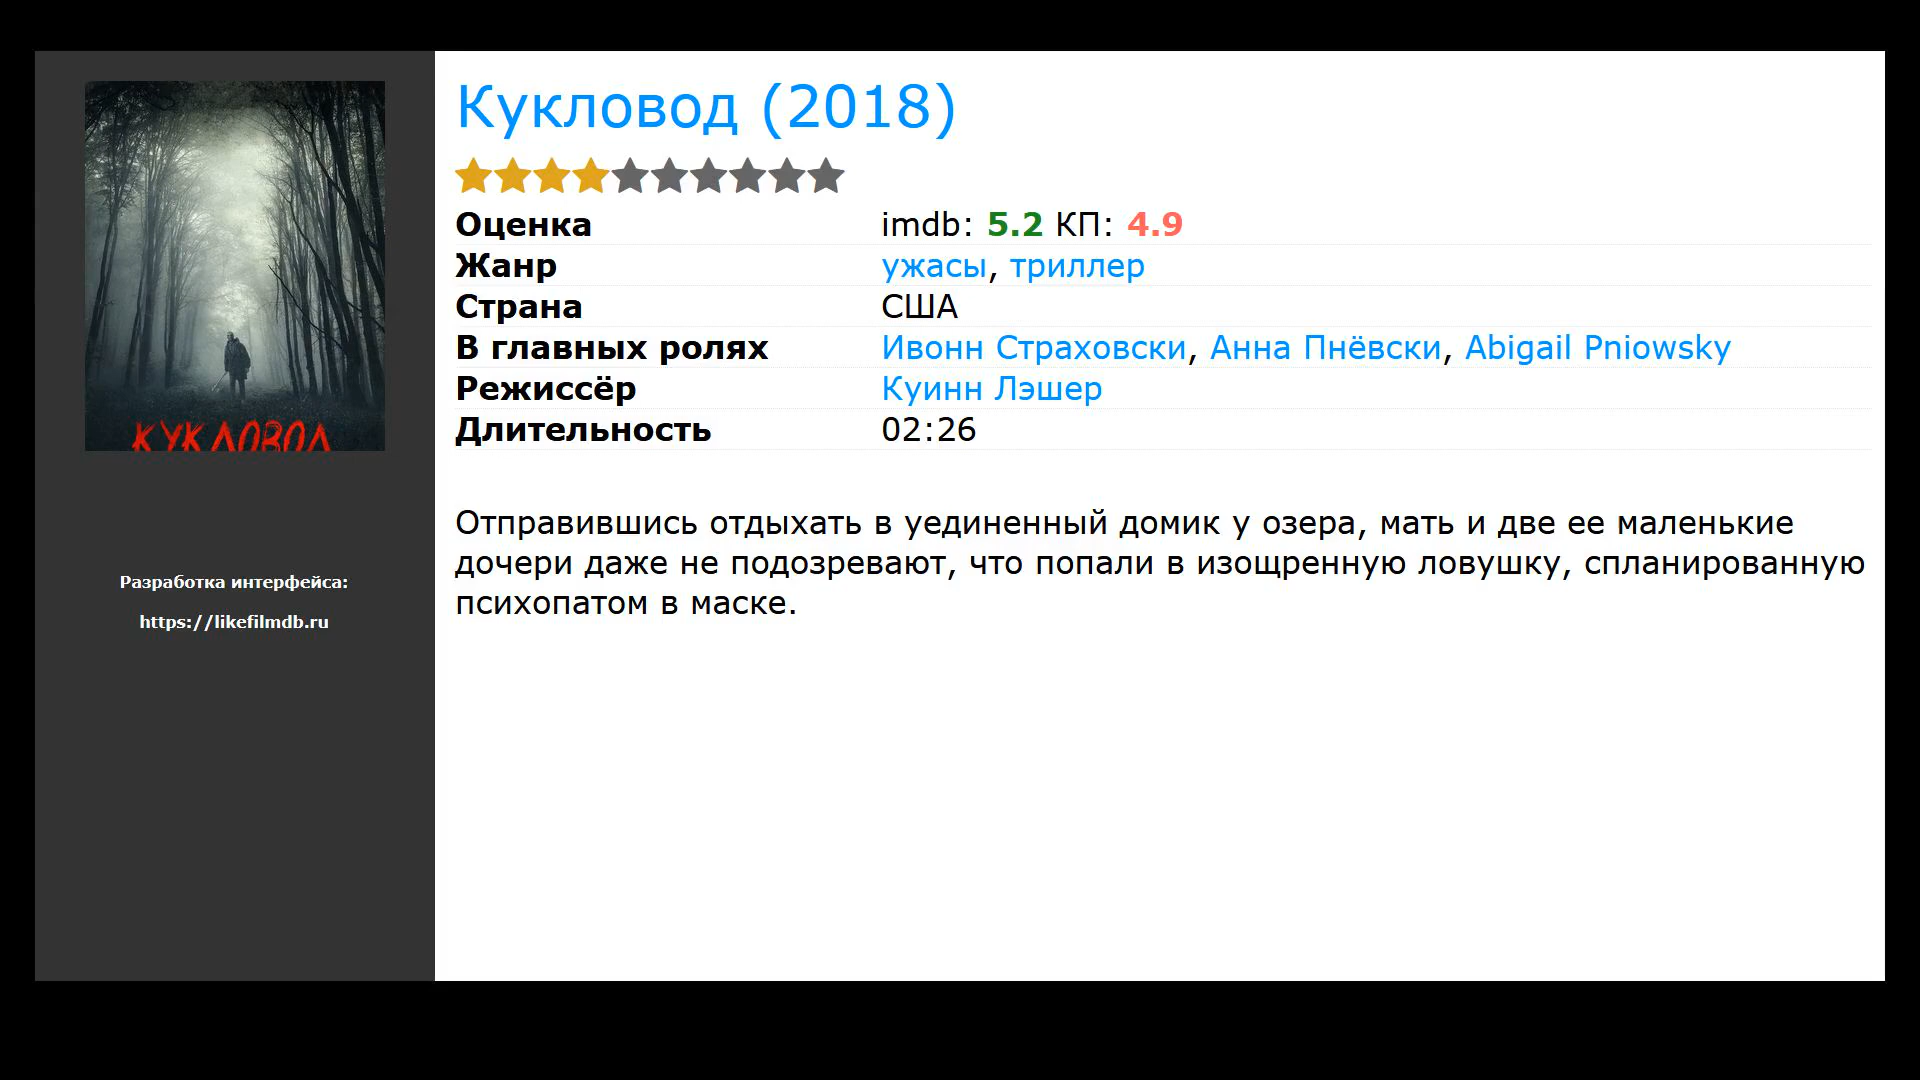 Кукловод (2018)
Оценка imdb: 5.2 КП: 4.9
Жанр ужасы, триллер
Страна США
В главных ролях Ивонн Страховски, Анна Пнёвски, Abigail Pniowsky
Режиссёр Куинн Лэшер
Длительность 02:26
Отправившись отдыхать в уединенный домик у озера, мать и две ее маленькие
дочери даже не подозревают, что попали в изощренную ловушку, спланированную
психопатом в маске.
КУКЛОВОД
Разработка интерфейса:
https://likefilmdb.ru